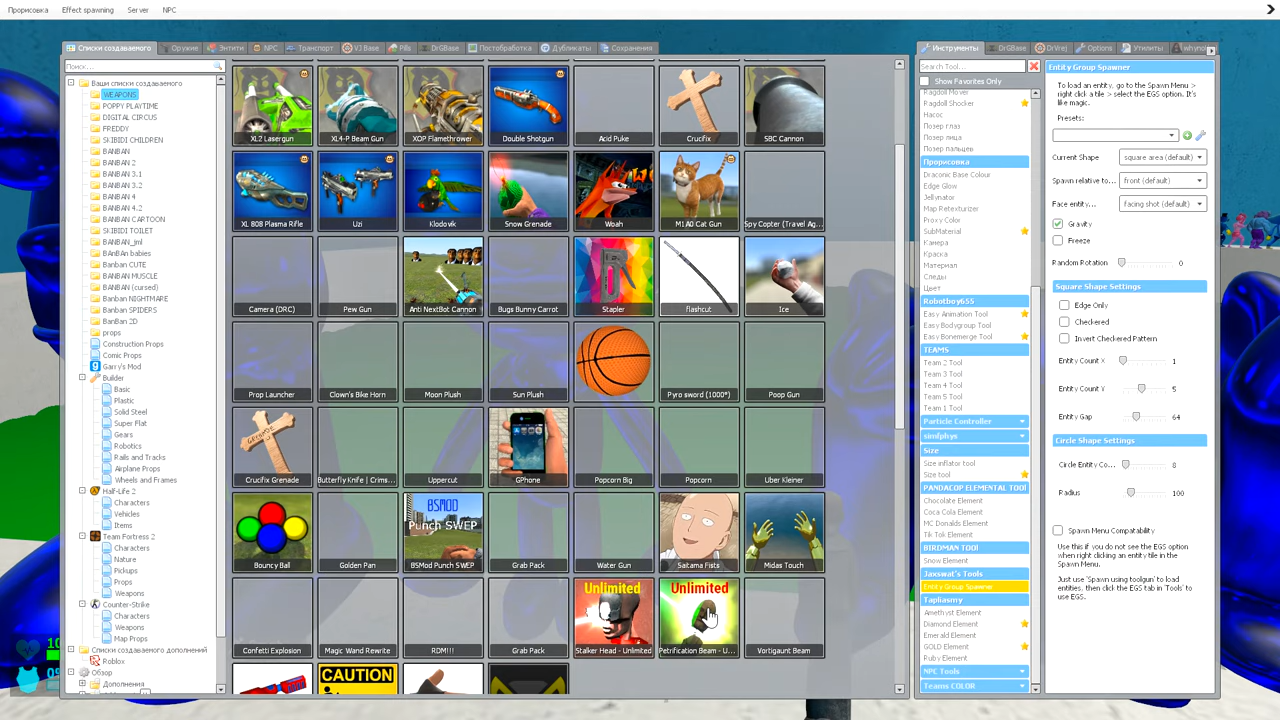 Прорисовка
Effect spawning
Server
NPC
Списки создаваемого
Оружие
Энтити
NPC
Транспорт
VJ Base
Pills
DrGBase
Постобработка
Дубликаты
Сохранения
Поиск...
Ваши списки создаваемого
WEAPONS
POPPY PLAYTIME
DIGITAL CIRCUS
FREDDY
SKIBIDI CHILDREN
BANBAN
BANBAN 2
BANBAN 3.1
BANBAN 3.2
BANBAN 4
BANBAN 4.2
BANBAN CARTOON
SKIBIDI TOILET
BANBAN_jml
BAnBAn babies
Banban CUTE
BANBAN MUSCLE
BANBAN (cursed)
Banban NIGHTMARE
Banban SPIDERS
BanBan 2D
props
Construction Props
Comic Props
Garry's Mod
Builder
Basic
Plastic
Solid Steel
Super Flat
Gears
Robotics
Rails and Tracks
Airplane Props
Wheels and Frames
Half-Life 2
Characters
Vehicles
Items
Team Fortress 2
Characters
Nature
Pickups
Props
Weapons
Counter-Strike
Characters
Weapons
Map Props
Списки создаваемого дополнений
Roblox
Обзор
Дополнения
XL2 Lasergun
XL4-P Beam Gun
XOP Flamethrower
Double Shotgun
Acid Puke
Crucifix
SBC Cannon
XL 808 Plasma Rifle
Uzi
Klodovik
Snow Grenade
Woah
M1A0 Cat Gun
Spy Copter (Travel Ag...
Camera (DRC)
Pew Gun
Anti NextBot Cannon
Bugs Bunny Carrot
Stapler
flashcut
Ice
Prop Launcher
Clown's Bike Horn
Moon Plush
Sun Plush
Pyro sword (1000°)
Poop Gun
Crucifix Grenade
Butterfly Knife | Crims...
Uppercut
GPhone
Popcorn Big
Popcorn
Uber Kleiner
Bouncy Ball
Golden Pan
BSMOD
Punch SWEP
BSMod Punch SWEP
Grab Pack
Water Gun
Saitama Fists
Midas Touch
Confetti Explosion
Magic Wand Rewrite
RDM!!!
Grab Pack
Unlimited
Stalker Head - Unlimited
Unlimited
Petrification Beam - U...
Vortigaunt Beam
CAUTION
Инструменты
DrGBase
DrVrej
Options
Утилиты
whyno
Search Tool...
Show Favorites Only
Ragdoll Mover
Ragdoll Shocker
Насос
Позер глаз
Позер лица
Позер пальцев
Прорисовка
Draconic Base Colour
Edge Glow
Jellynator
Map Retexturizer
Proxy Color
SubMaterial
Камера
Краска
Материал
Следы
Цвет
Robotboy655
Easy Animation Tool
Easy Bodygroup Tool
Easy Bonemerge Tool
TEAMS
Team 2 Tool
Team 3 Tool
Team 4 Tool
Team 5 Tool
Team 1 Tool
Particle Controller
simfphys
Size
Size inflator tool
Size tool
PANDACOP ELEMENTAL TOOl
Chocolate Element
Coca Cola Element
MC Donalds Element
Tik Tok Element
BIRDMAN TOOl
Snow Element
Jaxswat's Tools
Entity Group Spawner
Tapliasmy
Amethyst Element
Diamond Element
Emerald Element
GOLD Element
Ruby Element
NPC Tools
Teams COLOR
Entity Group Spawner
To load an entity, go to the Spawn Menu >
right click a tile > select the EGS option. It's
like magic.
Presets:
Current Shape
square area (default)
Spawn relative to...
front (default)
Face entity...
facing shot (default)
Gravity
Freeze
Random Rotation
0
Square Shape Settings
Edge Only
Checkered
Invert Checkered Pattern
Entity Count X
1
Entity Count Y
5
Entity Gap
64
Circle Shape Settings
Circle Entity Co...
8
Radius
100
Spawn Menu Compatability
Use this if you do not see the EGS option
when right clicking an entity tile in the
Spawn Menu.
Just use 'Spawn using toolgun' to load
entities, then click the EGS tab in 'Tools' to
use EGS.